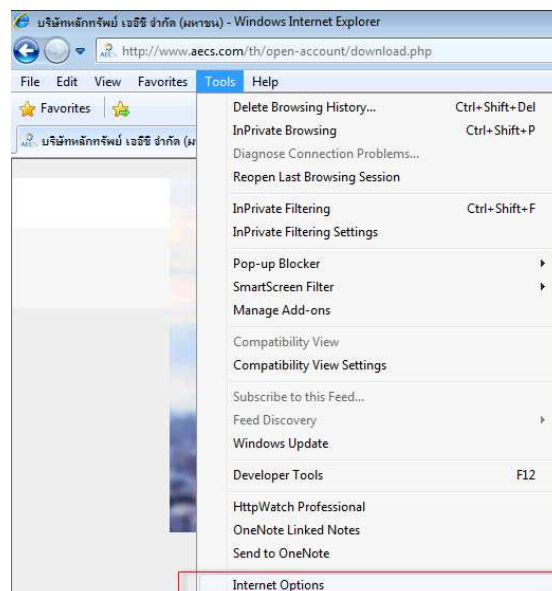 บริษัทหลักทรัพย์ เออีซี จำกัด (มหาชน) - Windows Internet Explorer
http://www.aecs.com/th/open-account/download.php
File Edit View Favorites Tools Help
Favorites
บริษัทหลักทรัพย์ เออีซี จำกัด (ม
Delete Browsing History... Ctrl+Shift+Del
InPrivate Browsing Ctrl+Shift+P
Diagnose Connection Problems...
Reopen Last Browsing Session
InPrivate Filtering Ctrl+Shift+F
InPrivate Filtering Settings
Pop-up Blocker
SmartScreen Filter
Manage Add-ons
Compatibility View
Compatibility View Settings
Subscribe to this Feed...
Feed Discovery
Windows Update
Developer Tools F12
HttpWatch Professional
OneNote Linked Notes
Send to OneNote
Internet Options